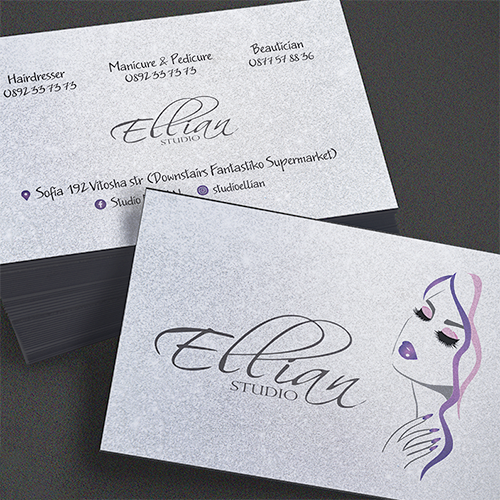 Hairdresser
0892 33 73 73
Manicure & Pedicure
0892 33 73 73
Beautician
0877 57 88 36
Ellian
STUDIO
Sofia 192 Vitosha str (Downstairs Fantastiko Supermarket)
Studio
studioellian
Ellian
STUDIO